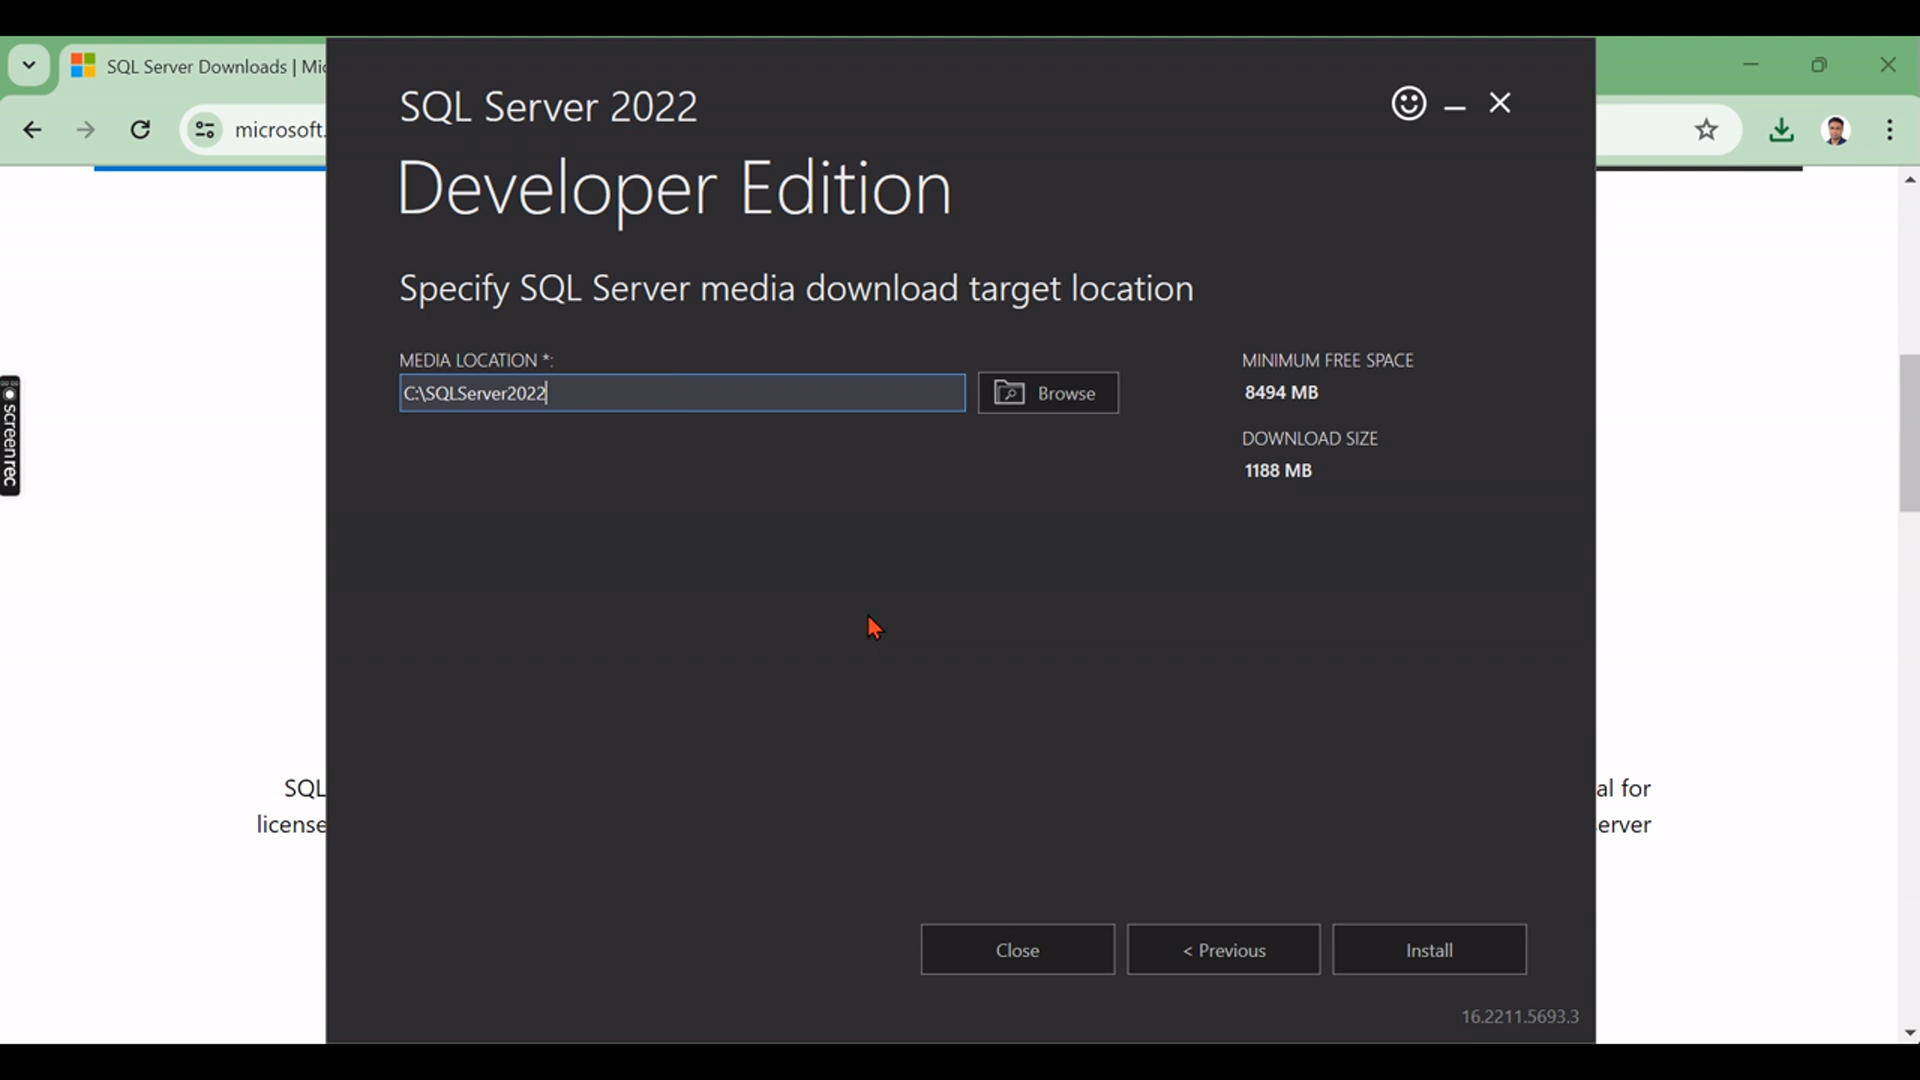 SQL Server Downloads | Mic
microsoft.
SQL Server 2022
Developer Edition
Specify SQL Server media download target location
MEDIA LOCATION *:
C:\SQLServer2022
Browse
MINIMUM FREE SPACE
8494 MB
DOWNLOAD SIZE
1188 MB
screenrec
SQL
al for
license
erver
Close
< Previous
Install
16.2211.5693.3